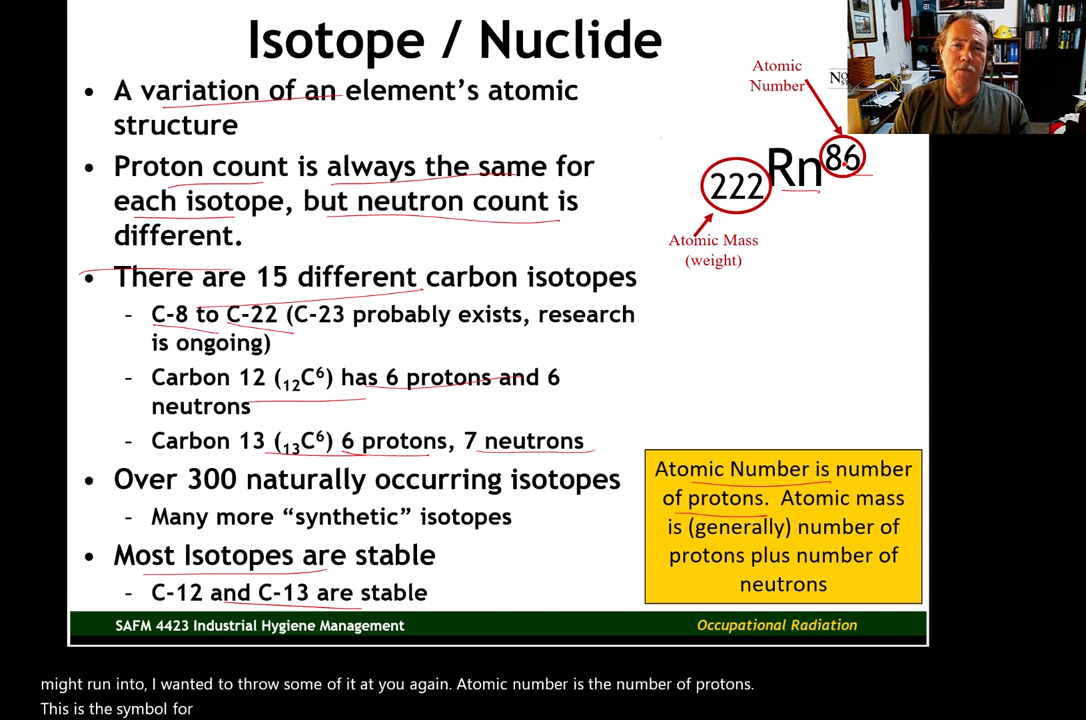 Isotope / Nuclide
• A variation of an element's atomic
structure
• Proton count is always the same for
each isotope, but neutron count is
different.
• There are 15 different carbon isotopes
- C-8 to C-22 (C-23 probably exists, research
is ongoing)
- Carbon 12 (₁₂C⁶) has 6 protons and 6
neutrons
- Carbon 13 (₁₃C⁶) 6 protons, 7 neutrons
• Over 300 naturally occurring isotopes
- Many more “synthetic” isotopes
• Most Isotopes are stable
- C-12 and C-13 are stable
Atomic
Number
222Rn86
Atomic Mass
(weight)
Atomic Number is number
of protons. Atomic mass
is (generally) number of
protons plus number of
neutrons
SAFM 4423 Industrial Hygiene Management
Occupational Radiation
might run into, I wanted to throw some of it at you again. Atomic number is the number of protons.
This is the symbol for